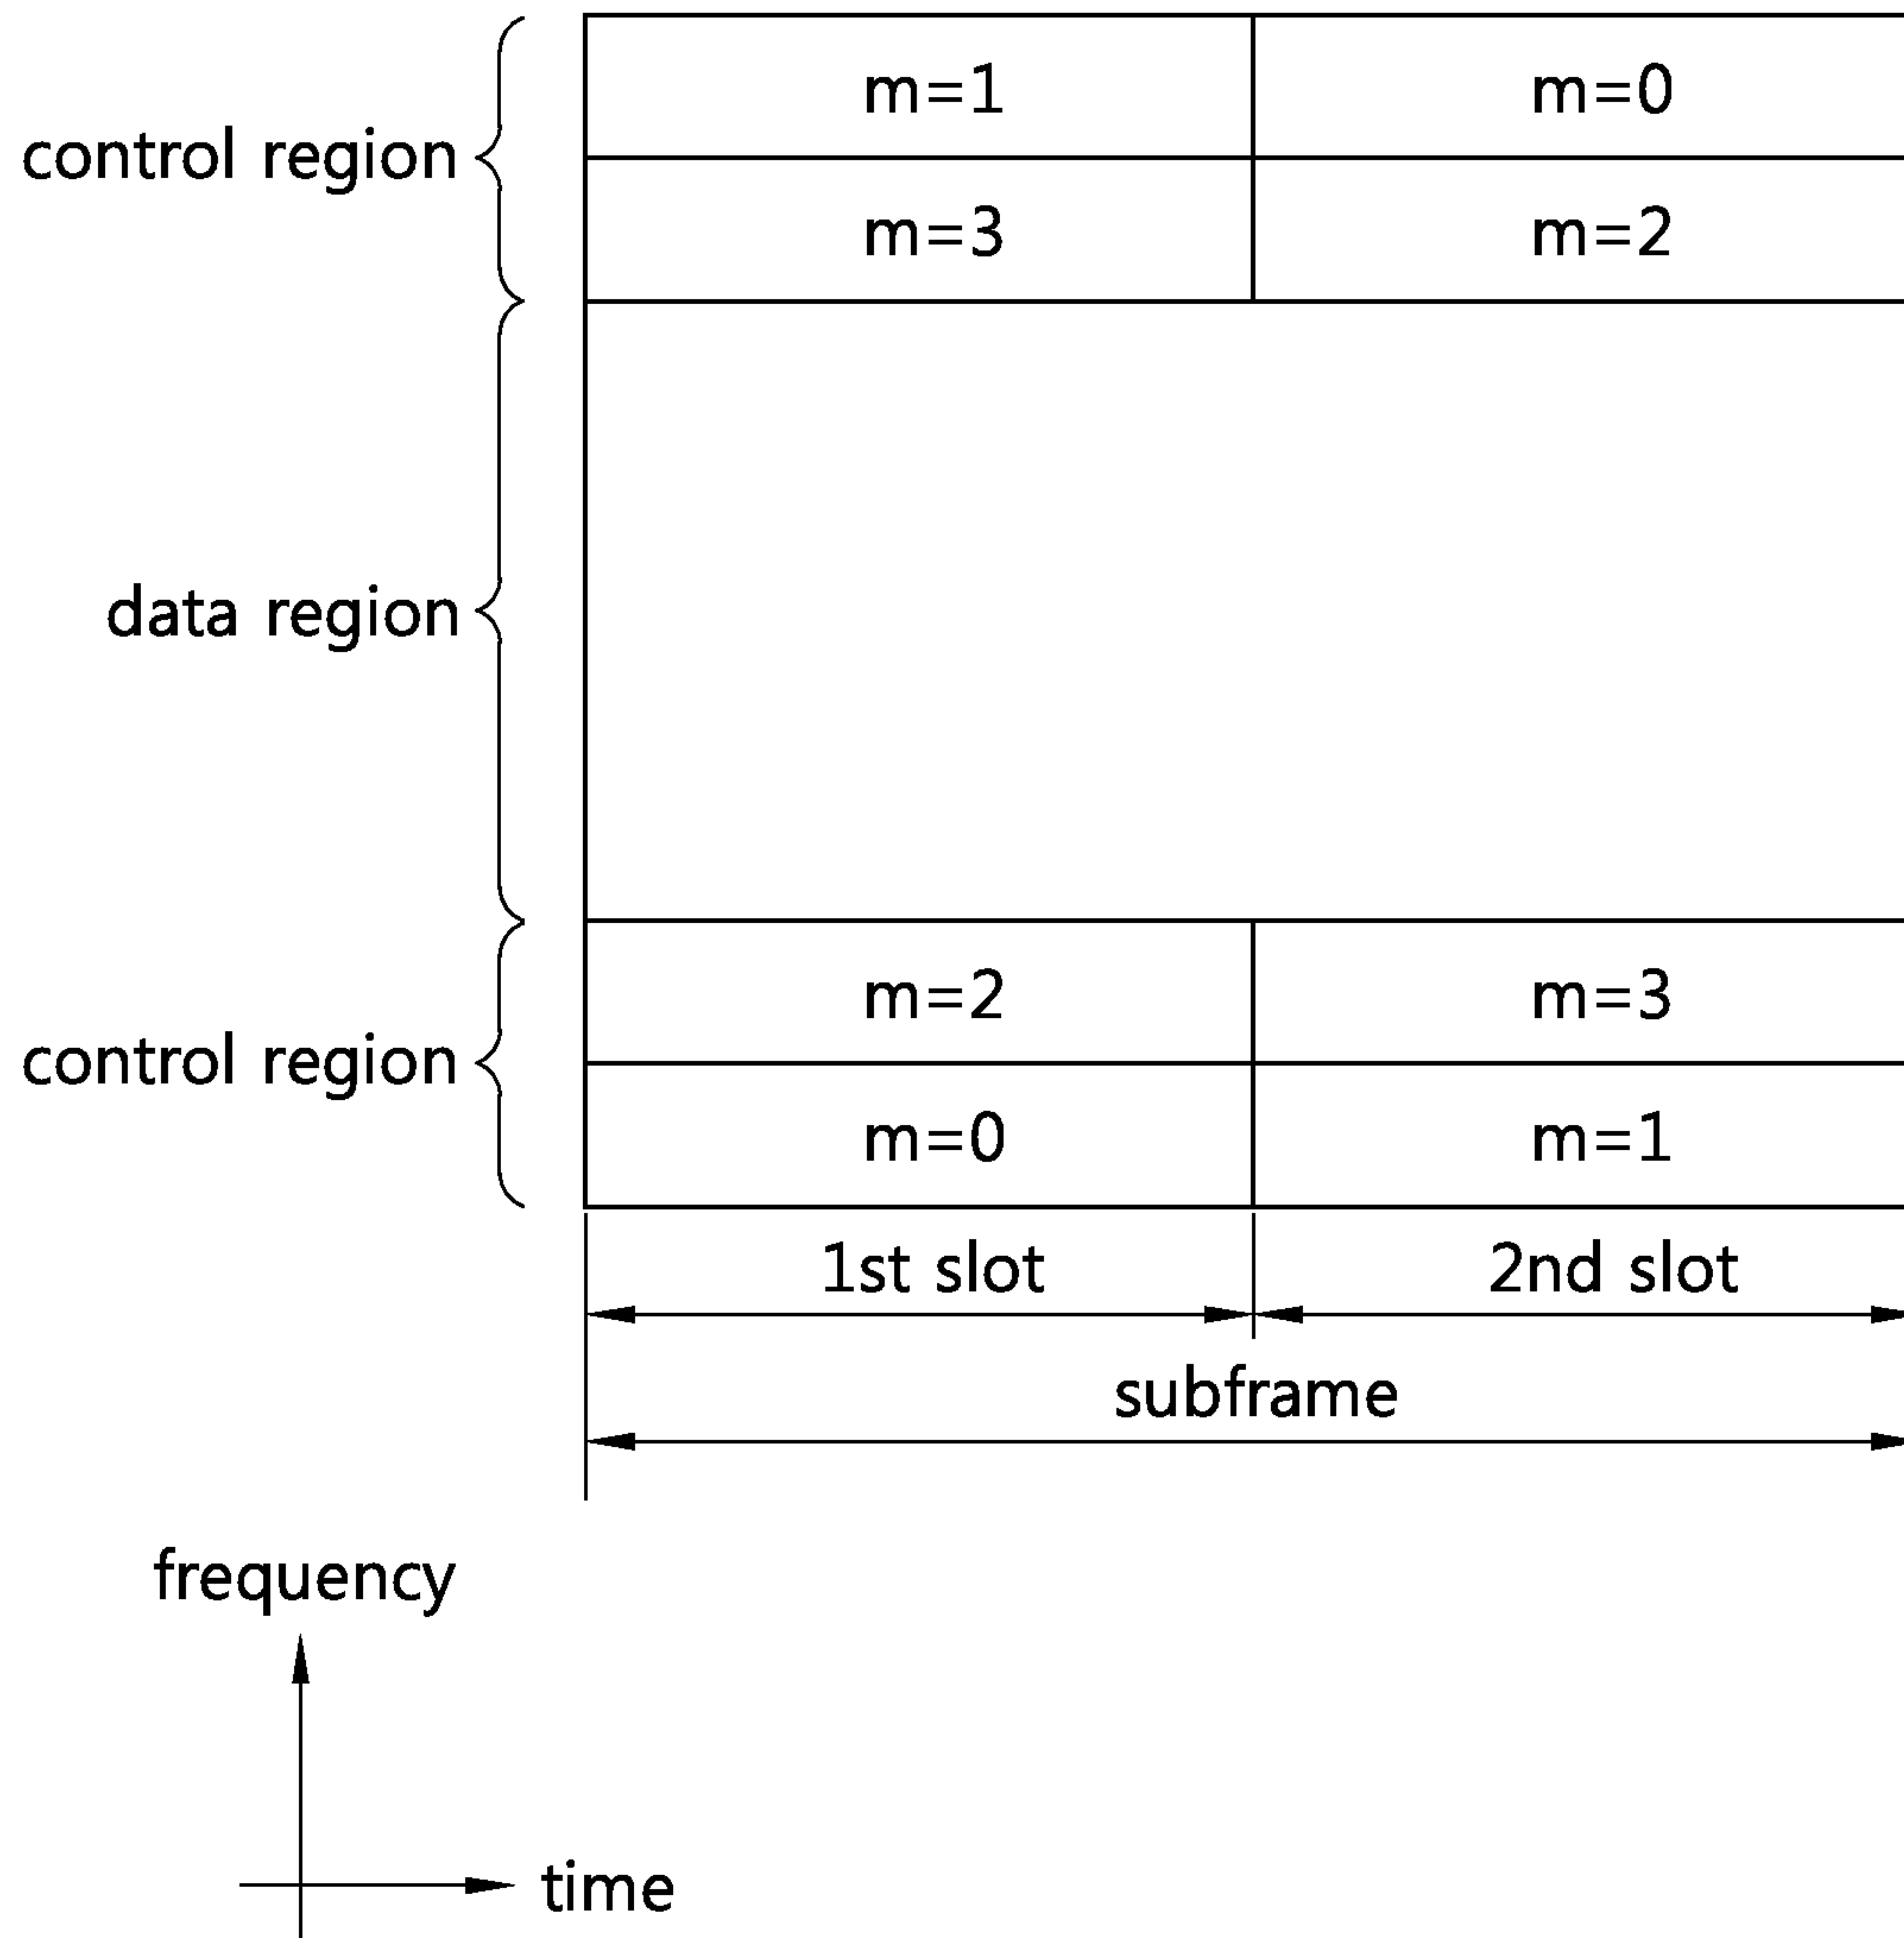 m=1 m=0
control region
m=3 m=2
data region
m=2 m=3
control region
m=0 m=1
1st slot 2nd slot
subframe
frequency
time